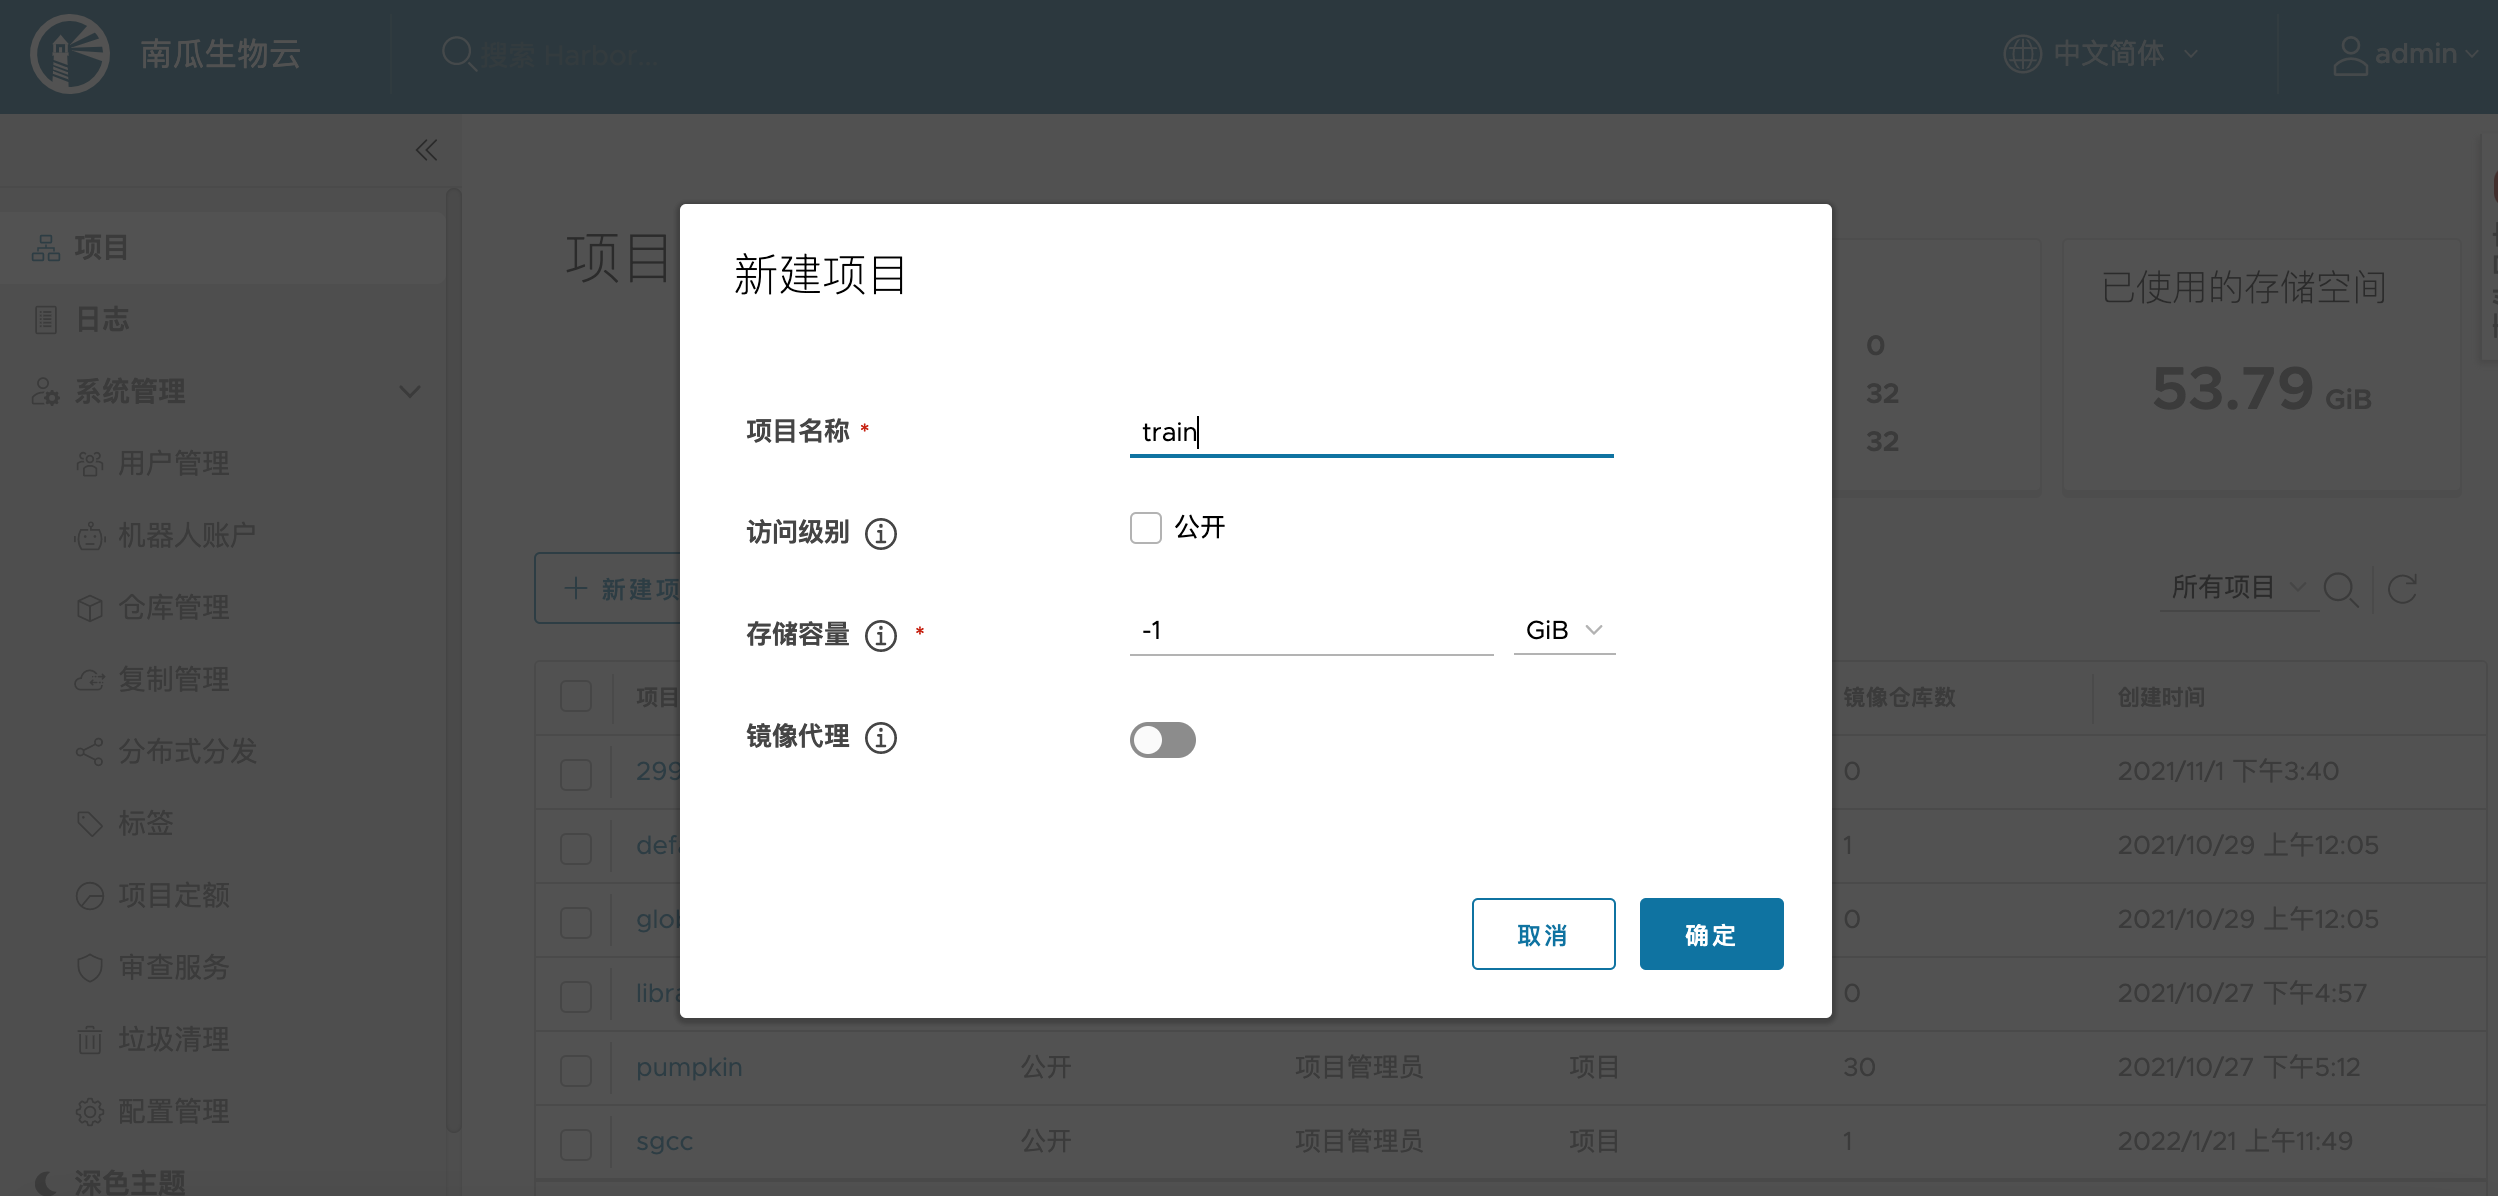 南瓜生物云
搜索 Harbor...
中文简体
admin
项目
日志
系统管理
用户管理
机器人账户
仓库管理
复制管理
分布式分发
标签
项目定额
审查服务
垃圾清理
配置管理
深色主题
项目
0
32
32
已使用的存储空间
53.79 GiB
新建项目
项目名称 *
train
访问级别
公开
存储容量 *
-1
GiB
镜像代理
取消
确定
+ 新建项
所有项目
项目 镜像仓库数 创建时间
299 0 2021/11/1 下午3:40
defa 1 2021/10/29 上午12:05
glob 0 2021/10/29 上午12:05
libra 0 2021/10/27 下午4:57
pumpkin 公开 项目管理员 项目 30 2021/10/27 下午5:12
sgcc 公开 项目管理员 项目 1 2022/1/21 上午11:49